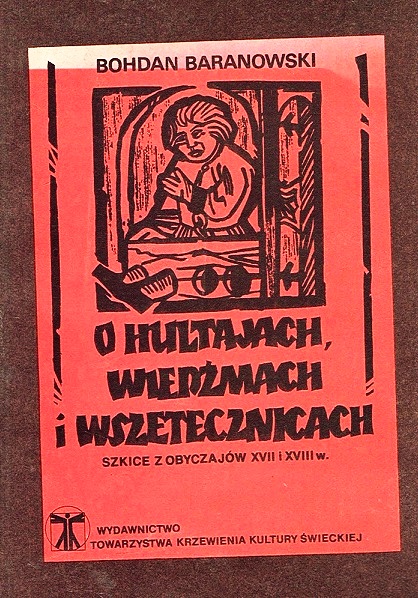 BOHDAN BARANOWSKI
O HULTAJACH,
WIEDŹMACH
i WSZETECZNICACH
SZKICE Z OBYCZAJÓW XVII i XVIII w.
WYDAWNICTWO
TOWARZYSTWA KRZEWIENIA KULTURY ŚWIECKIEJ